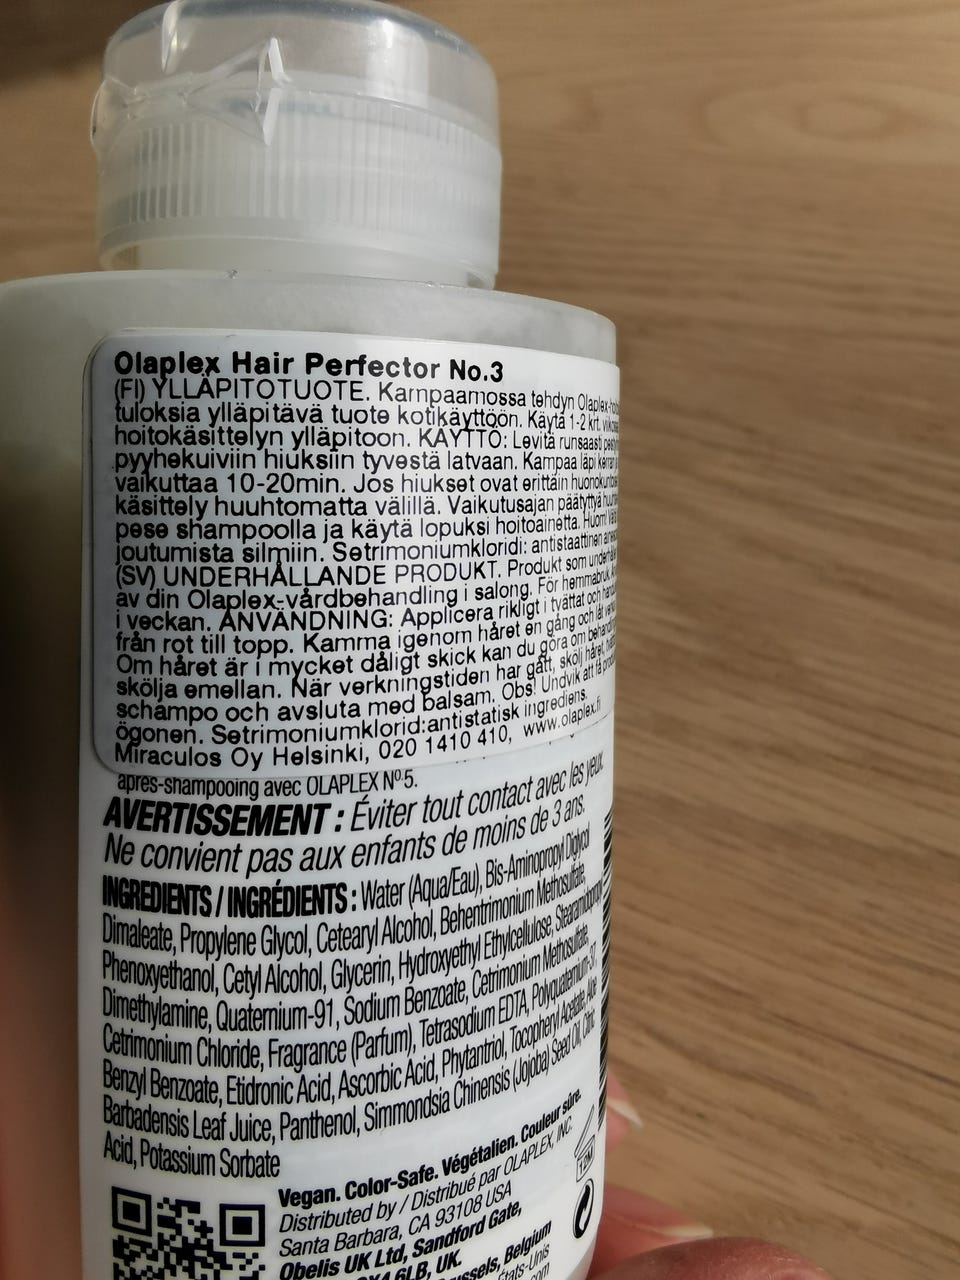 Olaplex Hair Perfector No.3
(FI) YLLÄPITOTUOTE. Kampaamossa tehdyn
tuloksia ylläpitävä tuote kotikäyttöön. Käytä 1-2 krt.
hoitokäsittelyn ylläpitoon. KÄYTTÖ: Levitä runsaasti
pyyhekuiviin hiuksiin tyvestä latvaan. Kampaa läpi
vaikuttaa 10-20min. Jos hiukset ovat erittäin
käsittely huuhtomatta välillä. Vaikutusajan päätyttyä
pese shampoolla ja käytä lopuksi hoitoainetta. Huom!
joutumista silmiin. Setrimoniumkloridi: antistaattinen
(SV) UNDERHÅLLANDE PRODUKT. Produkt som
av din Olaplex-vårdbehandling i salong. För hemmabruk.
i veckan. ANVÄNDNING: Applicera rikligt i tvättat och
från rot till topp. Kamma igenom håret en gång och låt
Om håret är i mycket dåligt skick kan du göra om
skölja emellan. När verkningstiden har gått, skölj håret,
schampo och avsluta med balsam. Obs! Undvik att få
ögonen. Setrimoniumklorid:antistatisk ingrediens.
Miraculos Oy Helsinki, 020 1410 410, www.olaplex.fi
après-shampooing avec OLAPLEX Nº5.
AVERTISSEMENT : Éviter tout contact avec les yeux.
Ne convient pas aux enfants de moins de 3 ans.
INGREDIENTS / INGRÉDIENTS : Water (Aqua/Eau), Bis-Aminopropyl Diglycol
Dimaleate, Propylene Glycol, Cetearyl Alcohol, Behentrimonium Methosulfate,
Phenoxyethanol, Cetyl Alcohol, Glycerin, Hydroxyethyl Ethylcellulose, Stearamidopropyl
Dimethylamine, Quaternium-91, Sodium Benzoate, Cetrimonium Methosulfate,
Cetrimonium Chloride, Fragrance (Parfum), Tetrasodium EDTA, Polyquaternium-37,
Benzyl Benzoate, Etidronic Acid, Ascorbic Acid, Phytantriol, Tocopheryl Acetate, Aloe
Barbadensis Leaf Juice, Panthenol, Simmondsia Chinensis (Jojoba) Seed Oil, Citric
Acid, Potassium Sorbate
Vegan. Color-Safe. Végétalien. Couleur sûre.
Distributed by / Distribué par OLAPLEX, INC.
Santa Barbara, CA 93108 USA
Obelis UK Ltd, Sandford Gate,
UK.
Belgium
États-Unis
12M